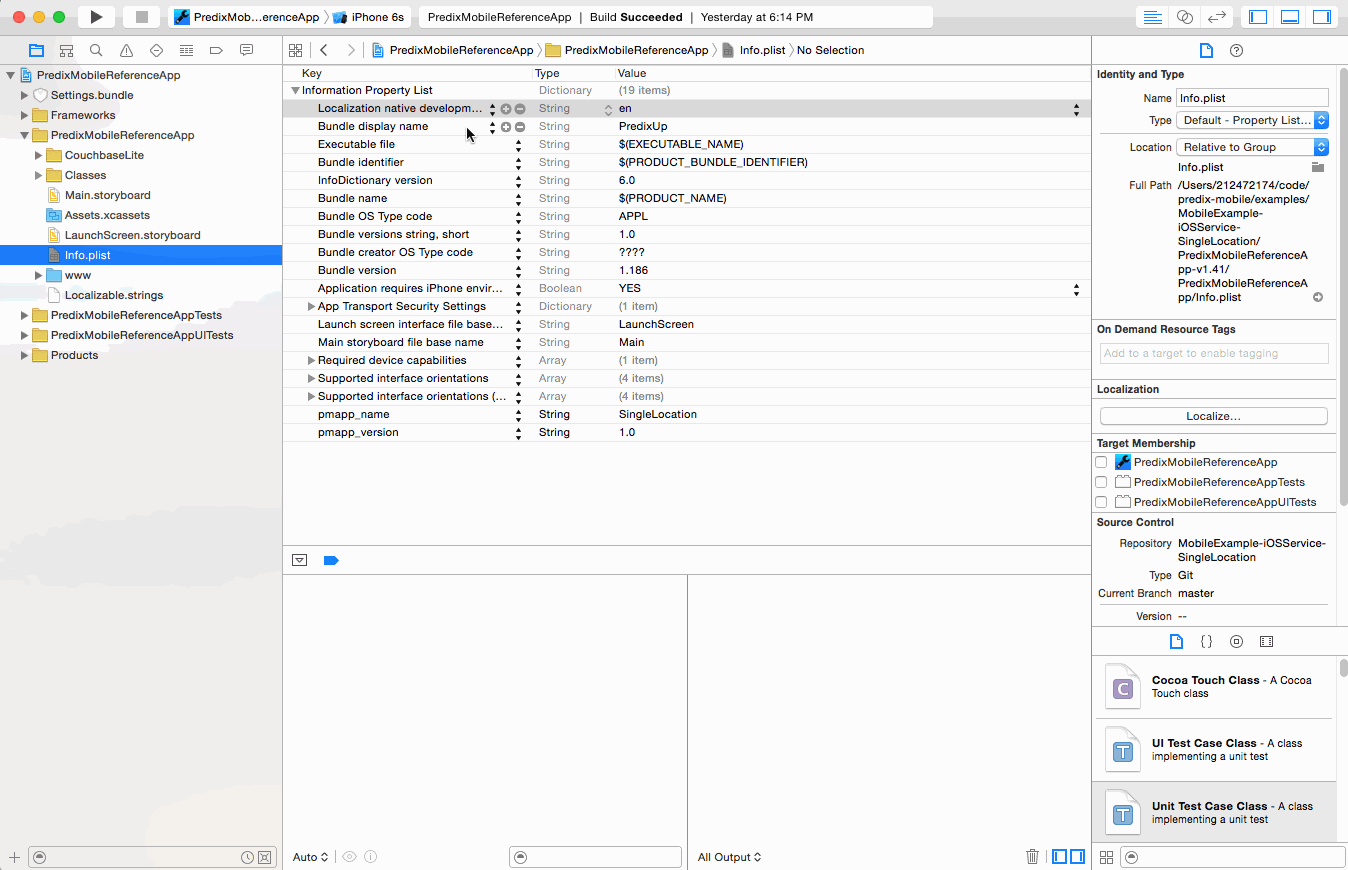 PredixMob...erenceApp
iPhone 6s
PredixMobileReferenceApp | Build Succeeded | Yesterday at 6:14 PM
PredixMobileReferenceApp
PredixMobileReferenceApp
Info.plist
No Selection
PredixMobileReferenceApp
Settings.bundle
Frameworks
PredixMobileReferenceApp
CouchbaseLite
Classes
Main.storyboard
Assets.xcassets
LaunchScreen.storyboard
Info.plist
www
Localizable.strings
PredixMobileReferenceAppTests
PredixMobileReferenceAppUITests
Products
Key Type Value
Information Property List Dictionary (19 items)
Localization native developm... String en
Bundle display name String PredixUp
Executable file String $(EXECUTABLE_NAME)
Bundle identifier String $(PRODUCT_BUNDLE_IDENTIFIER)
InfoDictionary version String 6.0
Bundle name String $(PRODUCT_NAME)
Bundle OS Type code String APPL
Bundle versions string, short String 1.0
Bundle creator OS Type code String ????
Bundle version String 1.186
Application requires iPhone envir... Boolean YES
App Transport Security Settings Dictionary (1 item)
Launch screen interface file base... String LaunchScreen
Main storyboard file base name String Main
Required device capabilities Array (1 item)
Supported interface orientations Array (4 items)
Supported interface orientations (... Array (4 items)
pmapp_name String SingleLocation
pmapp_version String 1.0
Auto
All Output
Identity and Type
Name Info.plist
Type Default - Property List...
Location Relative to Group
Info.plist
Full Path /Users/212472174/code/
predix-mobile/examples/
MobileExample-
iOSService-
SingleLocation/
PredixMobileReferenceA
pp-v1.41/
PredixMobileReferenceA
pp/Info.plist
On Demand Resource Tags
Add to a target to enable tagging
Localization
Localize...
Target Membership
PredixMobileReferenceApp
PredixMobileReferenceAppTests
PredixMobileReferenceAppUITests
Source Control
Repository MobileExample-iOSService-
SingleLocation
Type Git
Current Branch master
Version --
{}
C
Cocoa Touch Class - A Cocoa
Touch class
T
UI Test Case Class - A class
implementing a unit test
T
Unit Test Case Class - A class
implementing a unit test